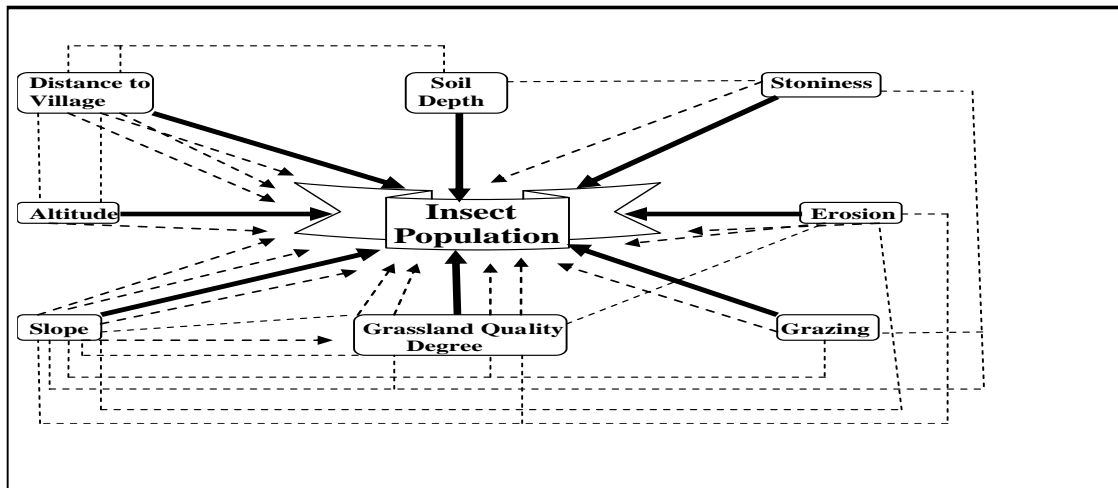 Distance to
Village
Soil
Depth
Stoniness
Altitude
Insect
Population
Erosion
Slope
Grassland Quality
Degree
Grazing